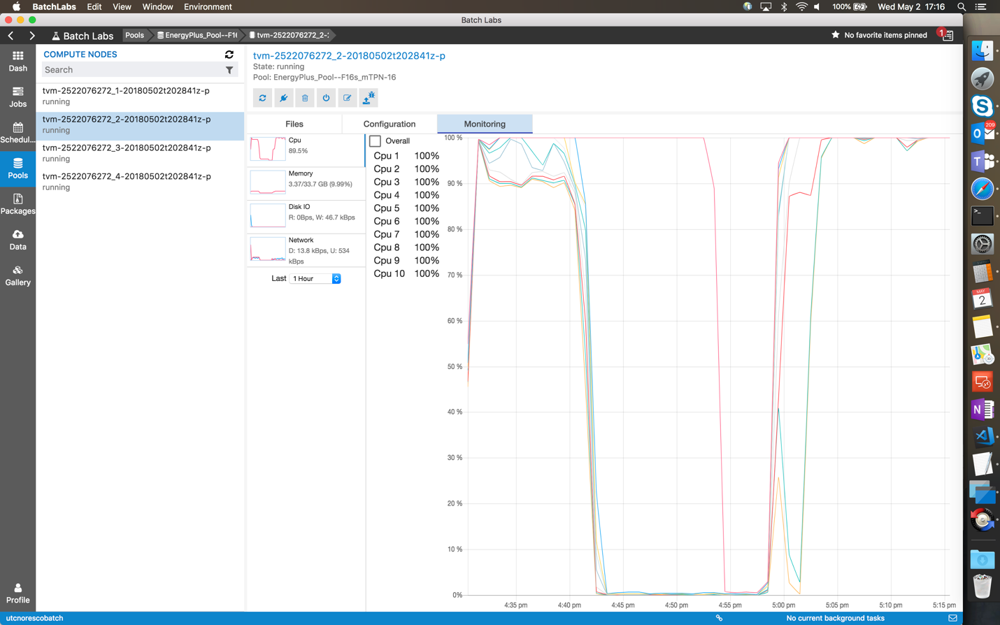 BatchLabs Edit View Window Environment
100% Wed May 2 17:16
Batch Labs
Batch Labs Pools EnergyPlus_Pool--F16 tvm-2522076272_2-2 No favorite items pinned 1
Dash
Jobs
Schedul...
Pools
Packages
Data
Gallery
Profile
COMPUTE NODES
Search
tvm-2522076272_1-20180502t202841z-p
running
tvm-2522076272_2-20180502t202841z-p
running
tvm-2522076272_3-20180502t202841z-p
running
tvm-2522076272_4-20180502t202841z-p
running
tvm-2522076272_2-20180502t202841z-p
State: running
Pool: EnergyPlus_Pool--F16s_mTPN-16
Files Configuration Monitoring
Cpu
89.5%
Memory
3.37/33.7 GB (9.99%)
Disk IO
R: 0Bps, W: 46.7 kBps
Network
D: 13.8 kBps, U: 534
kBps
Last 1 Hour
Overall
Cpu 1 100%
Cpu 2 100%
Cpu 3 100%
Cpu 4 100%
Cpu 5 100%
Cpu 6 100%
Cpu 7 100%
Cpu 8 100%
Cpu 9 100%
Cpu 10 100%
100 %
90 %
80 %
70 %
60 %
50 %
40 %
30 %
20 %
10 %
0%
4:35 pm 4:40 pm 4:45 pm 4:50 pm 4:55 pm 5:00 pm 5:05 pm 5:10 pm 5:15 pm
209
MAY
2
utcnorescobatch No current background tasks